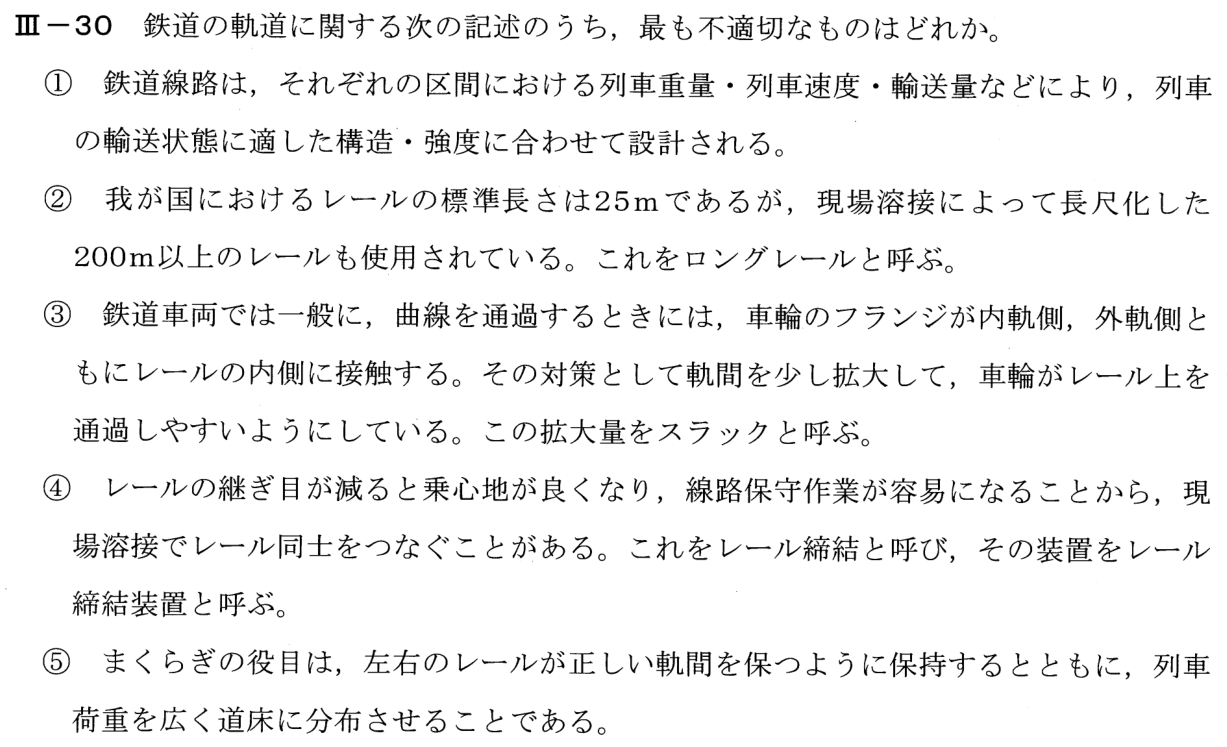 Ⅲ－30　鉄道の軌道に関する次の記述のうち，最も不適切なものはどれか。
①　鉄道線路は，それぞれの区間における列車重量・列車速度・輸送量などにより，列車
の輸送状態に適した構造・強度に合わせて設計される。
②　我が国におけるレールの標準長さは25mであるが，現場溶接によって長尺化した
200m以上のレールも使用されている。これをロングレールと呼ぶ。
③　鉄道車両では一般に，曲線を通過するときには，車輪のフランジが内軌側，外軌側と
もにレールの内側に接触する。その対策として軌間を少し拡大して，車輪がレール上を
通過しやすいようにしている。この拡大量をスラックと呼ぶ。
④　レールの継ぎ目が減ると乗心地が良くなり，線路保守作業が容易になることから，現
場溶接でレール同士をつなぐことがある。これをレール締結と呼び，その装置をレール
締結装置と呼ぶ。
⑤　まくらぎの役目は，左右のレールが正しい軌間を保つように保持するとともに，列車
荷重を広く道床に分布させることである。